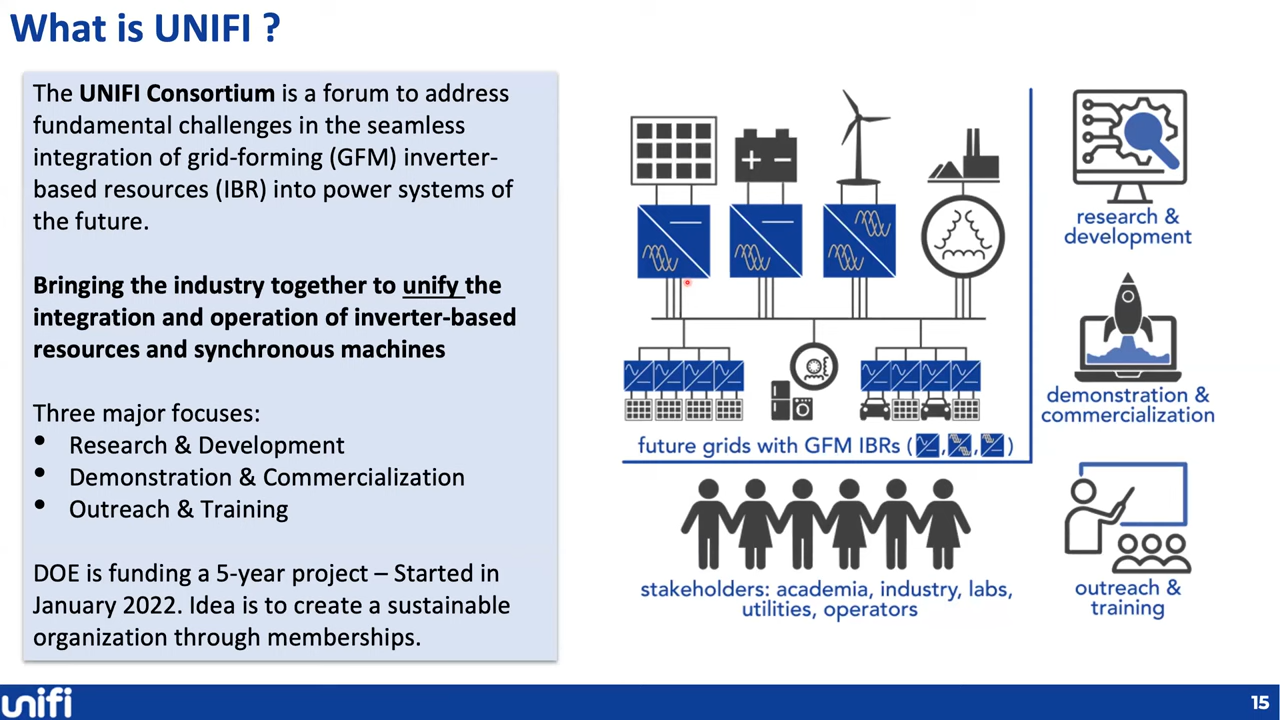 What is UNIFI ?
The UNIFI Consortium is a forum to address
fundamental challenges in the seamless
integration of grid-forming (GFM) inverter-
based resources (IBR) into power systems of
the future.
Bringing the industry together to unify the
integration and operation of inverter-based
resources and synchronous machines
Three major focuses:
• Research & Development
• Demonstration & Commercialization
• Outreach & Training
DOE is funding a 5-year project – Started in
January 2022. Idea is to create a sustainable
organization through memberships.
future grids with GFM IBRs ( , , )
stakeholders: academia, industry, labs,
utilities, operators
research &
development
demonstration &
commercialization
outreach &
training
unifi
15